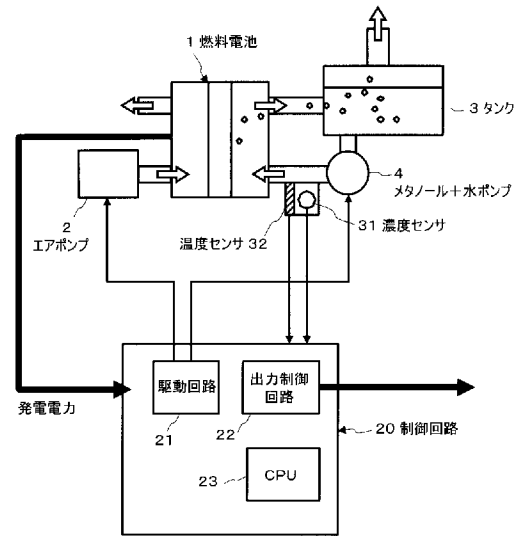 1 燃料電池
3 タンク
4
メタノール＋水ポンプ
2
エアポンプ
31 濃度センサ
温度センサ 32
駆動回路
21
出力制御
回路
22
発電電力
20 制御回路
23
CPU